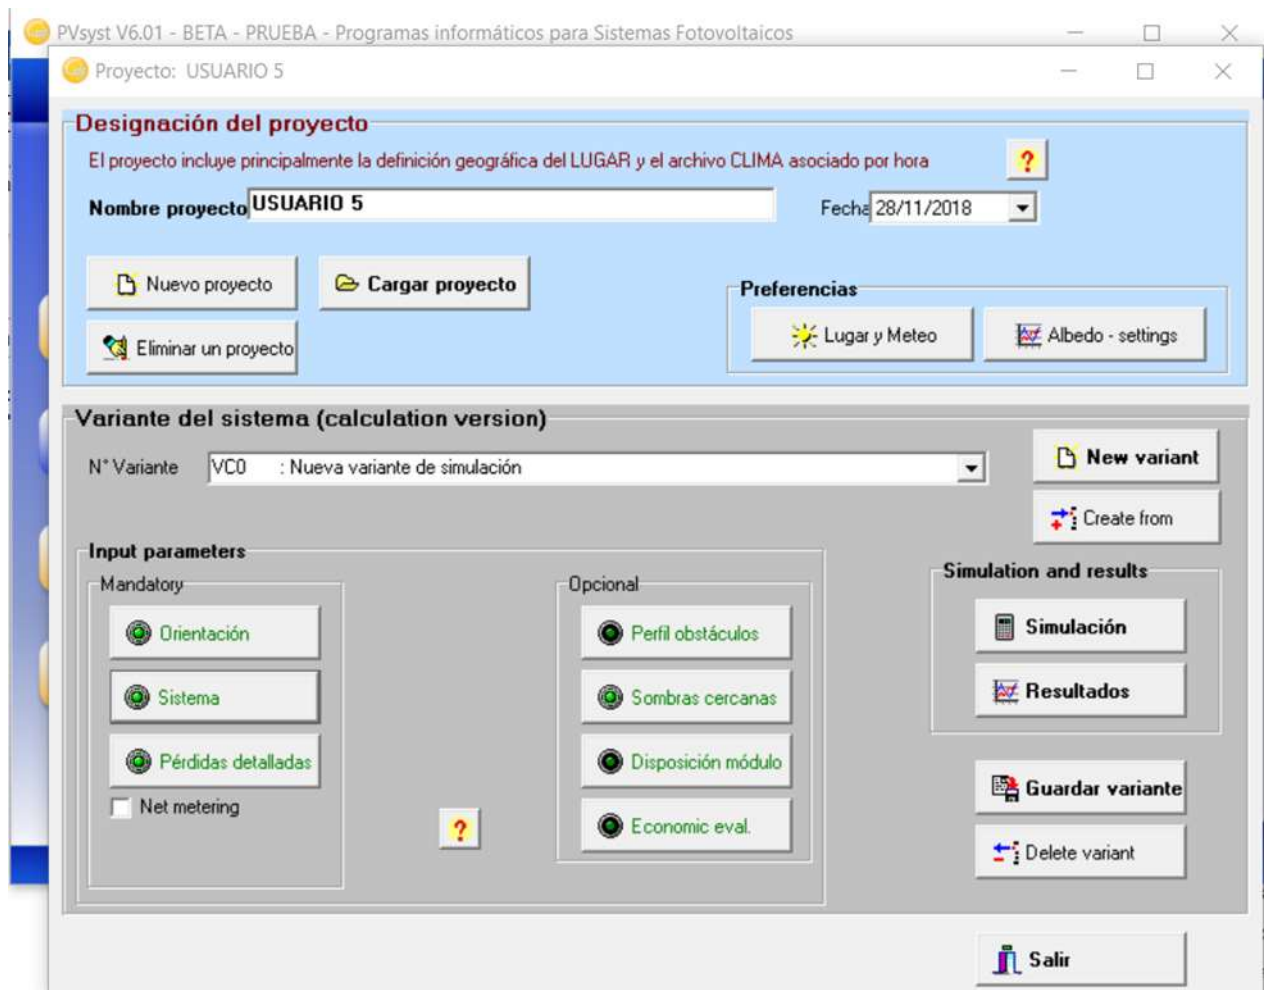 PVsyst V6.01 - BETA - PRUEBA - Programas informáticos para Sistemas Fotovoltaicos
Proyecto: USUARIO 5
Designación del proyecto
El proyecto incluye principalmente la definición geográfica del LUGAR y el archivo CLIMA asociado por hora
?
Nombre proyecto USUARIO 5
Fecha 28/11/2018
Nuevo proyecto
Cargar proyecto
Eliminar un proyecto
Preferencias
Lugar y Meteo
Albedo - settings
Variante del sistema (calculation version)
N° Variante VC0 : Nueva variante de simulación
New variant
Create from
Input parameters
Mandatory
Orientación
Sistema
Pérdidas detalladas
Net metering
?
Opcional
Perfil obstáculos
Sombras cercanas
Disposición módulo
Economic eval.
Simulation and results
Simulación
Resultados
Guardar variante
Delete variant
Salir